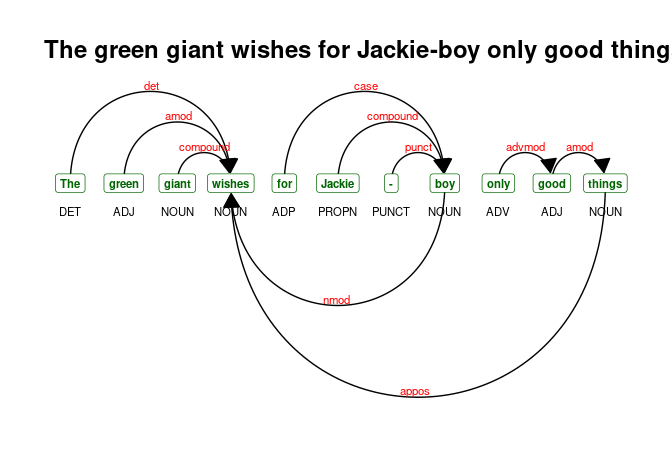 The green giant wishes for Jackie-boy only good thing
det case
amod compound
compound punct advmod amod
The green giant wishes for Jackie - boy only good things
DET ADJ NOUN NOUN ADP PROPN PUNCT NOUN ADV ADJ NOUN
nmod
appos